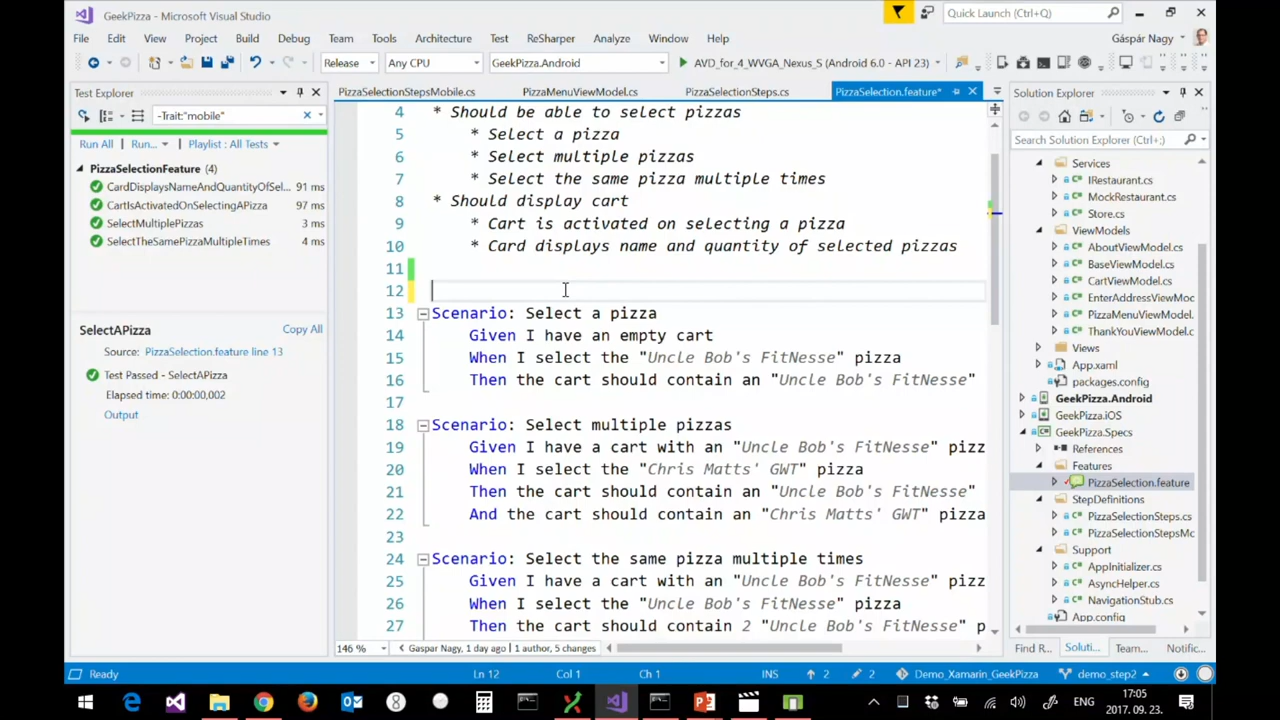 GeekPizza - Microsoft Visual Studio
Quick Launch (Ctrl+Q)
File Edit View Project Build Debug Team Tools Architecture Test ReSharper Analyze Window Help
Gáspár Nagy
Release Any CPU GeekPizza.Android AVD_for_4_WVGA_Nexus_S (Android 6.0 - API 23)
Test Explorer
-Trait:"mobile"
Run All Run... Playlist : All Tests
PizzaSelectionFeature (4)
CardDisplaysNameAndQuantityOfSel... 91 ms
CartIsActivatedOnSelectingAPizza 97 ms
SelectMultiplePizzas 3 ms
SelectTheSamePizzaMultipleTimes 4 ms
SelectAPizza Copy All
Source: PizzaSelection.feature line 13
Test Passed - SelectAPizza
Elapsed time: 0:00:00,002
Output
PizzaSelectionStepsMobile.cs PizzaMenuViewModel.cs PizzaSelectionSteps.cs PizzaSelection.feature*
4 * Should be able to select pizzas
5 * Select a pizza
6 * Select multiple pizzas
7 * Select the same pizza multiple times
8 * Should display cart
9 * Cart is activated on selecting a pizza
10 * Card displays name and quantity of selected pizzas
11
12
13 Scenario: Select a pizza
14 Given I have an empty cart
15 When I select the "Uncle Bob's FitNesse" pizza
16 Then the cart should contain an "Uncle Bob's FitNesse"
17
18 Scenario: Select multiple pizzas
19 Given I have a cart with an "Uncle Bob's FitNesse" pizz
20 When I select the "Chris Matts' GWT" pizza
21 Then the cart should contain an "Uncle Bob's FitNesse"
22 And the cart should contain an "Chris Matts' GWT" pizza
23
24 Scenario: Select the same pizza multiple times
25 Given I have a cart with an "Uncle Bob's FitNesse" pizz
26 When I select the "Uncle Bob's FitNesse" pizza
27 Then the cart should contain 2 "Uncle Bob's FitNesse" p
146 % Gaspar Nagy, 1 day ago | 1 author, 5 changes
Solution Explorer
Search Solution Explorer (Ctrl+;)
Services
IRestaurant.cs
MockRestaurant.cs
Store.cs
ViewModels
AboutViewModel.cs
BaseViewModel.cs
CartViewModel.cs
EnterAddressViewMoc
PizzaMenuViewModel.
ThankYouViewModel.c
Views
App.xaml
packages.config
GeekPizza.Android
GeekPizza.iOS
GeekPizza.Specs
References
Features
PizzaSelection.feature
StepDefinitions
PizzaSelectionSteps.cs
PizzaSelectionStepsMc
Support
AppInitializer.cs
AsyncHelper.cs
NavigationStub.cs
App.config
Find R... Soluti... Team... Notific...
Ready Ln 12 Col 1 Ch 1 INS 2 2 Demo_Xamarin_GeekPizza demo_step2
ENG 17:05
2017. 09. 23.